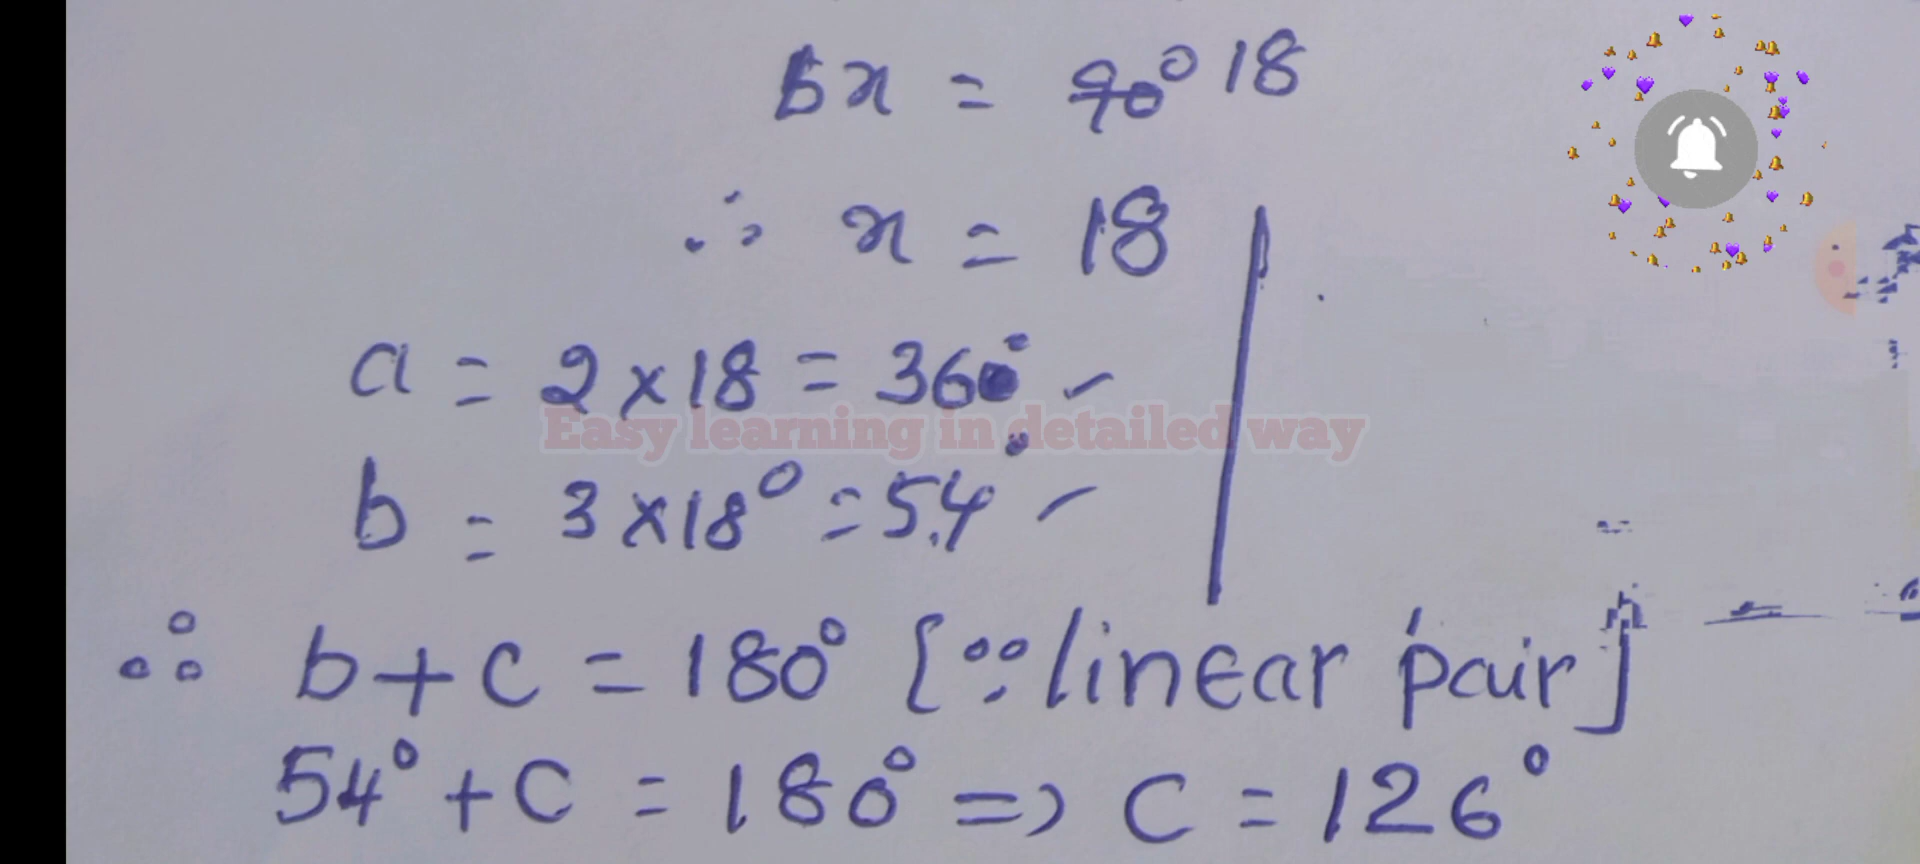 5x = 90° 18
∴ x = 18
a = 2 x 18 = 36°
Easy learning in detailed way
b = 3 x 18° = 54°
∴ b + c = 180° [∵ linear pair]
54° + c = 180° => c = 126°